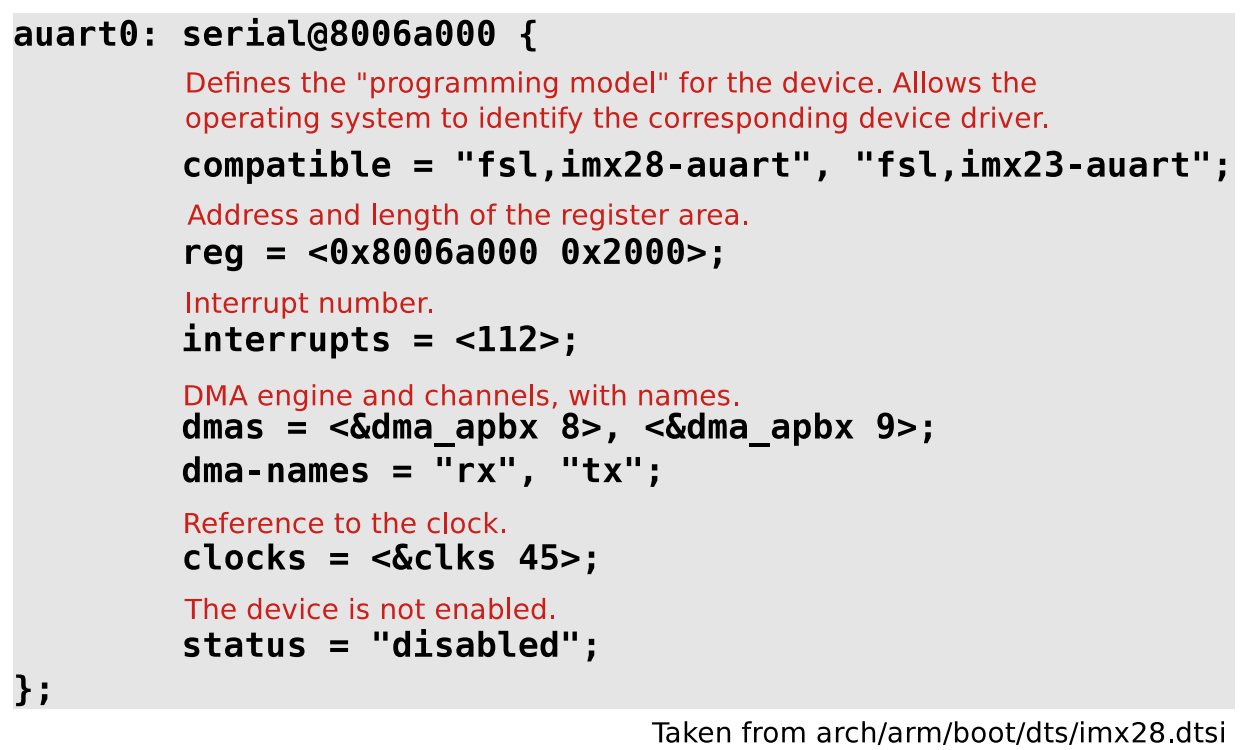 auart0: serial@8006a000 {
Defines the "programming model" for the device. Allows the
operating system to identify the corresponding device driver.
compatible = "fsl,imx28-auart", "fsl,imx23-auart";
Address and length of the register area.
reg = <0x8006a000 0x2000>;
Interrupt number.
interrupts = <112>;
DMA engine and channels, with names.
dmas = <&dma_apbx 8>, <&dma_apbx 9>;
dma-names = "rx", "tx";
Reference to the clock.
clocks = <&clks 45>;
The device is not enabled.
status = "disabled";
};
Taken from arch/arm/boot/dts/imx28.dtsi